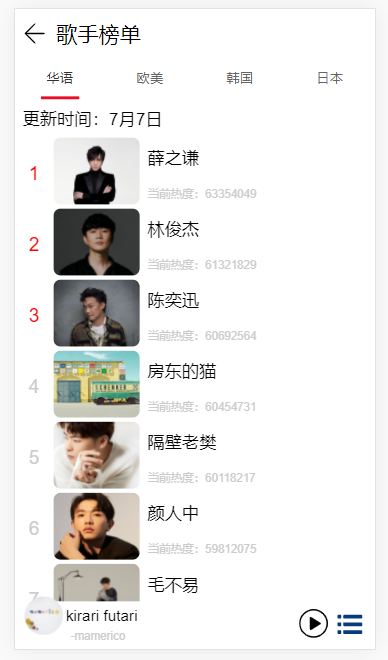 歌手榜单
华语 欧美 韩国 日本
更新时间：7月7日
1
薛之谦
当前热度：63354049
2
林俊杰
当前热度：61321829
3
陈奕迅
当前热度：60692564
4
房东的猫
当前热度：60454731
5
隔壁老樊
当前热度：60118217
6
颜人中
当前热度：59812075
7
毛不易
kirari futari
-mamerico